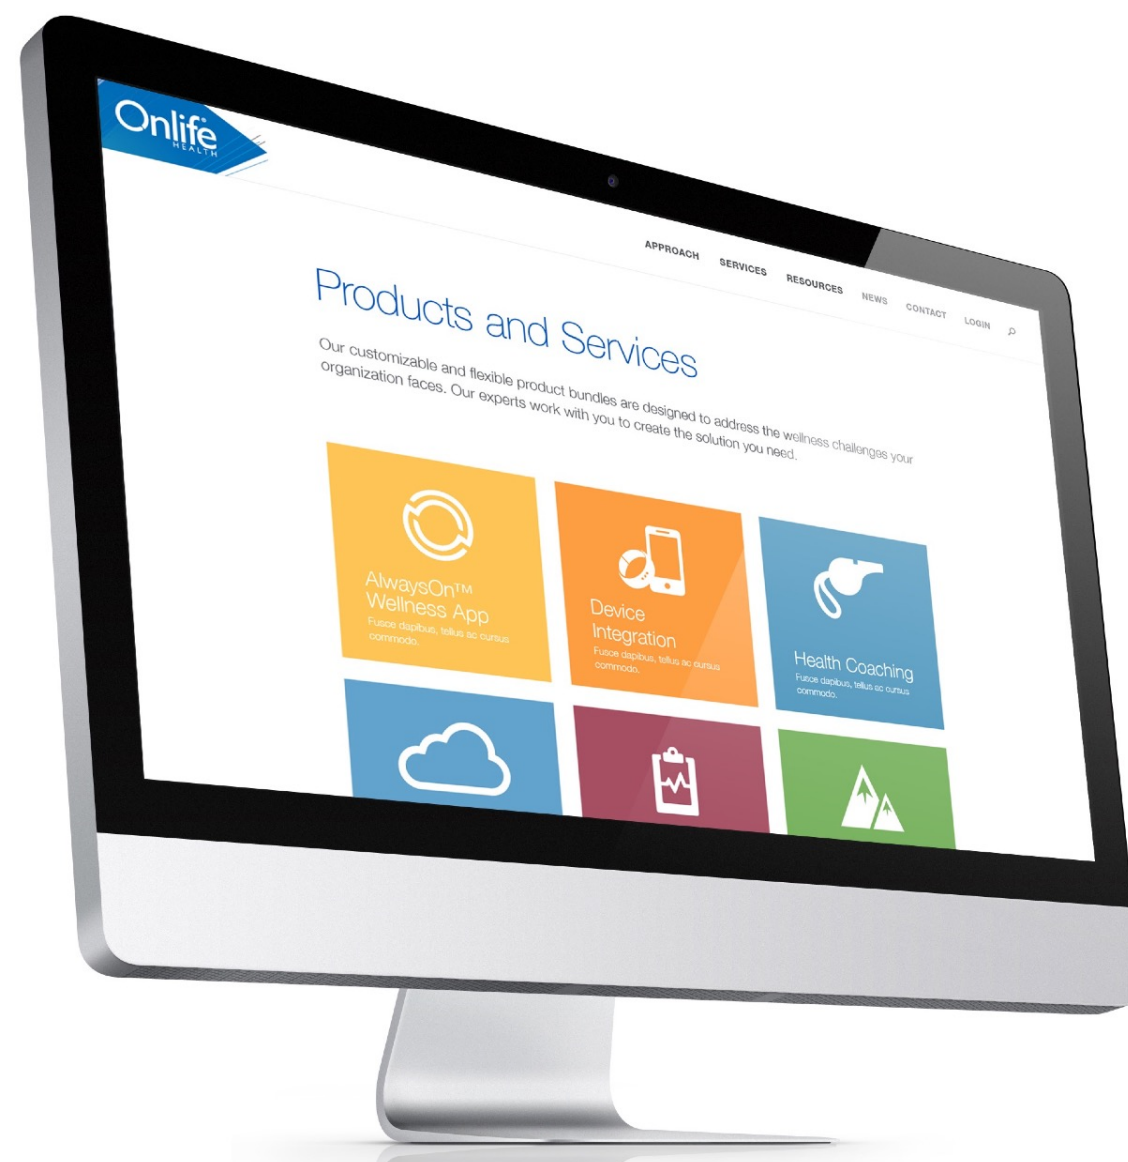 Onlife
HEALTH
APPROACH SERVICES RESOURCES NEWS CONTACT LOGIN
Products and Services
Our customizable and flexible product bundles are designed to address the wellness challenges your
organization faces. Our experts work with you to create the solution you need.
AlwaysOn™
Wellness App
Fusce dapibus, tellus ac cursus
commodo.
Device
Integration
Fusce dapibus, tellus ac cursus
commodo.
Health Coaching
Fusce dapibus, tellus ac cursus
commodo.